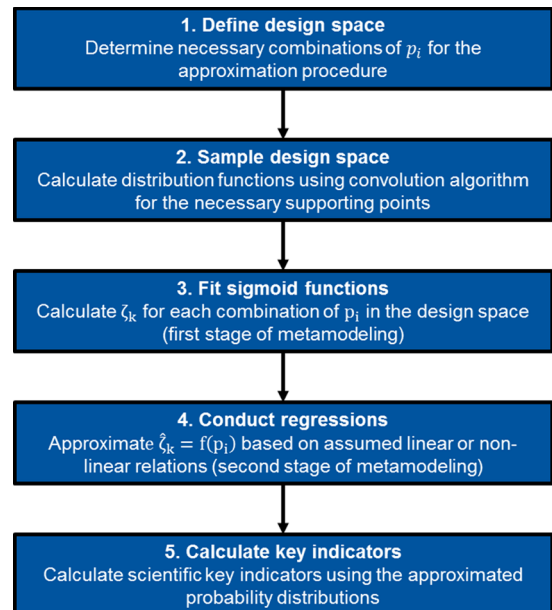 1. Define design space
Determine necessary combinations of pᵢ for the
approximation procedure
2. Sample design space
Calculate distribution functions using convolution algorithm
for the necessary supporting points
3. Fit sigmoid functions
Calculate ζₖ for each combination of pᵢ in the design space
(first stage of metamodeling)
4. Conduct regressions
Approximate ζ̂ₖ = f(pᵢ) based on assumed linear or non-
linear relations (second stage of metamodeling)
5. Calculate key indicators
Calculate scientific key indicators using the approximated
probability distributions